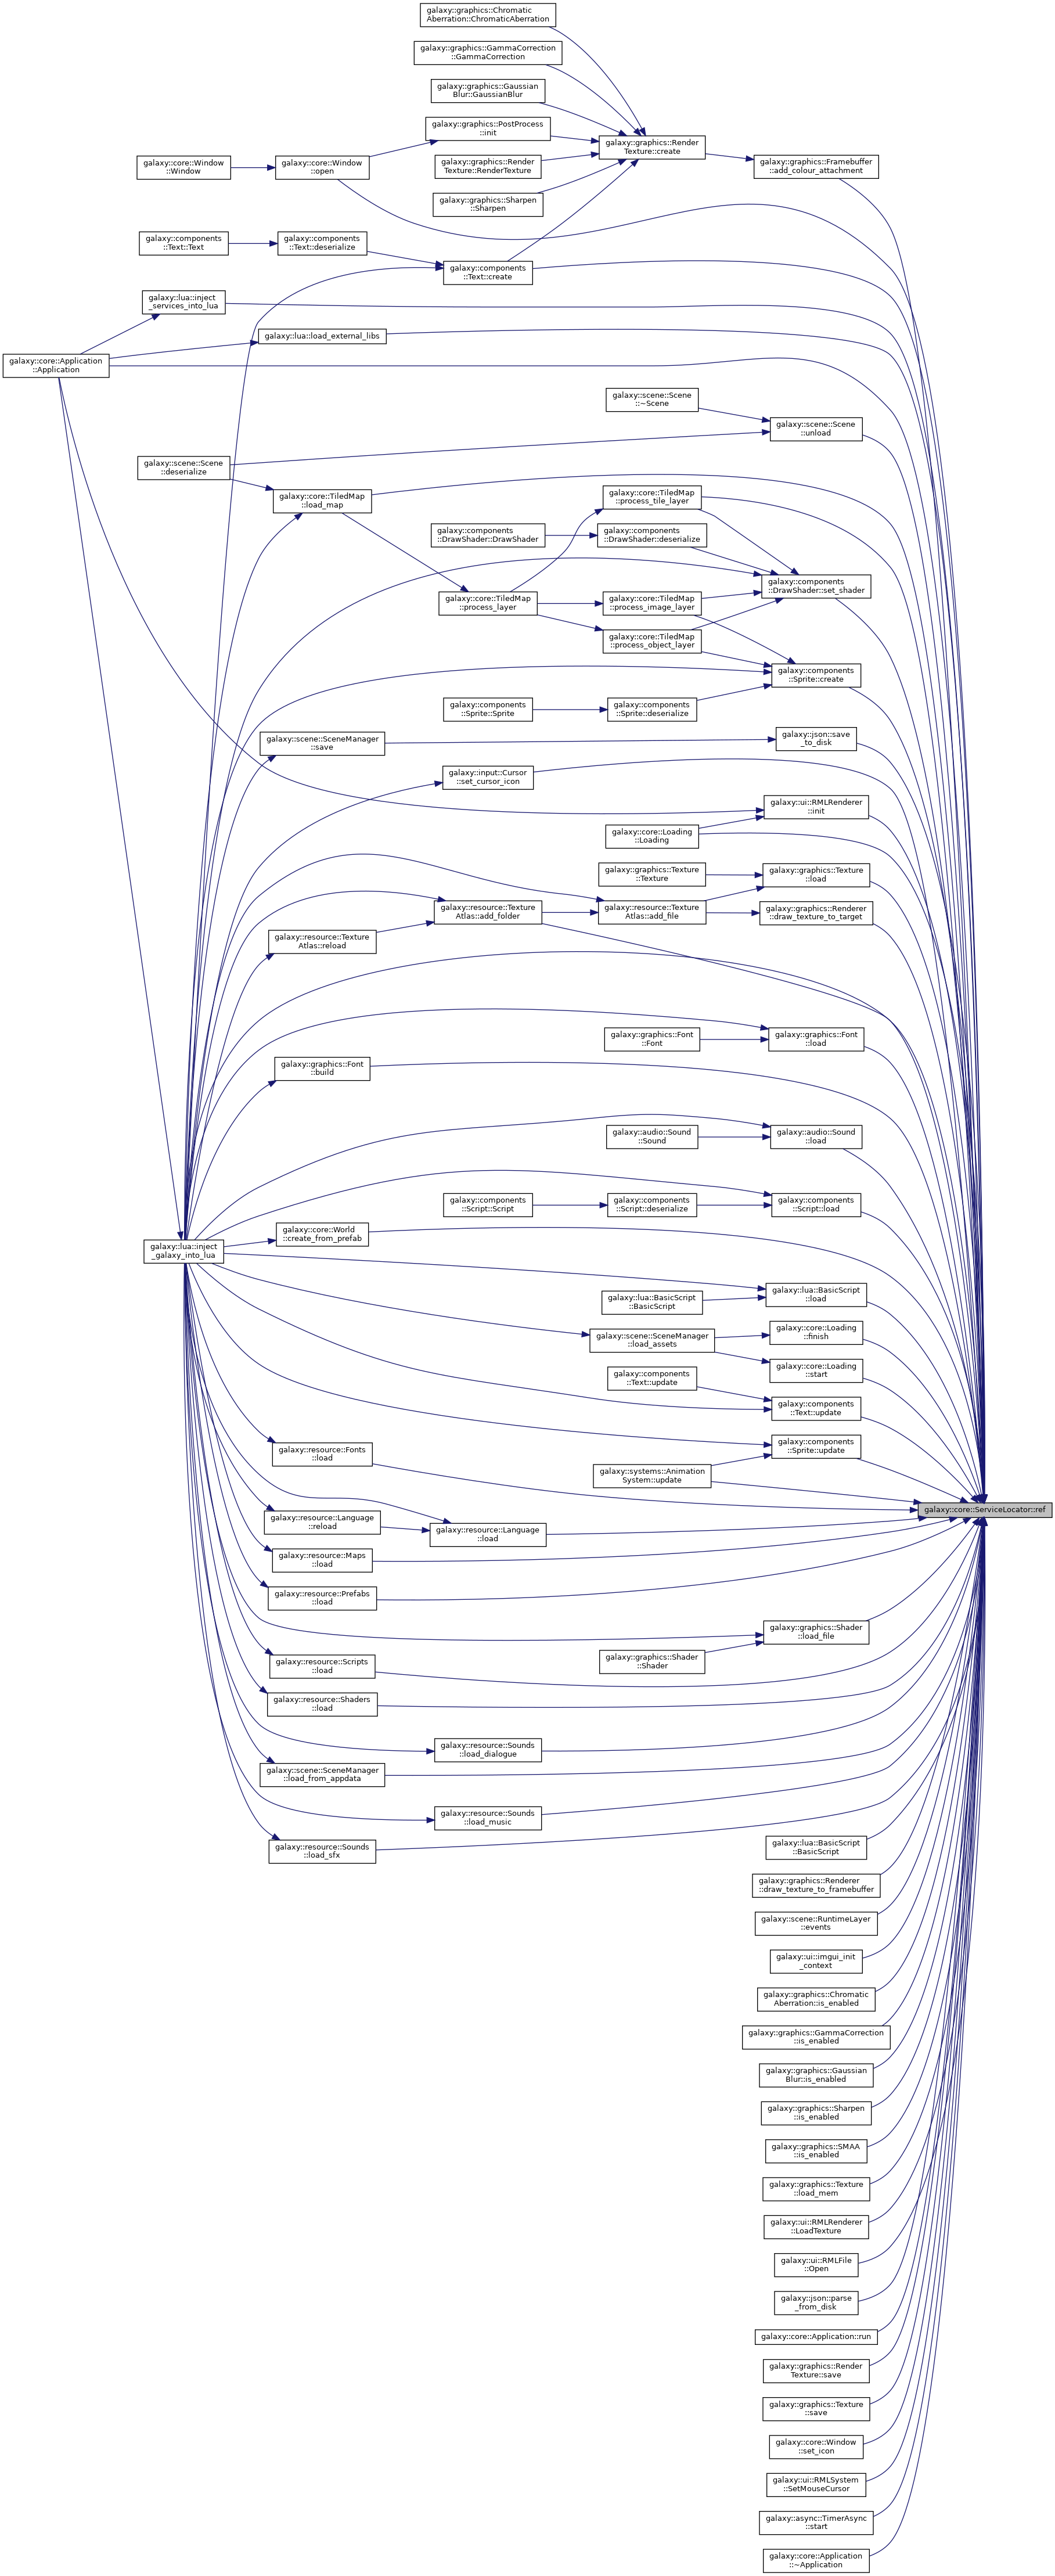 galaxy::graphics::Chromatic
Aberration::ChromaticAberration
galaxy::graphics::GammaCorrection
::GammaCorrection
galaxy::graphics::Gaussian
Blur::GaussianBlur
galaxy::graphics::PostProcess
::init
galaxy::graphics::Render
Texture::create
galaxy::core::Window
::Window
galaxy::core::Window
::open
galaxy::graphics::Render
Texture::RenderTexture
galaxy::graphics::Framebuffer
::add_colour_attachment
galaxy::graphics::Sharpen
::Sharpen
galaxy::components
::Text::Text
galaxy::components
::Text::deserialize
galaxy::components
::Text::create
galaxy::lua::inject
_services_into_lua
galaxy::lua::load_external_libs
galaxy::core::Application
::Application
galaxy::scene::Scene
::~Scene
galaxy::scene::Scene
::unload
galaxy::scene::Scene
::deserialize
galaxy::core::TiledMap
::load_map
galaxy::core::TiledMap
::process_tile_layer
galaxy::components
::DrawShader::DrawShader
galaxy::components
::DrawShader::deserialize
galaxy::components
::DrawShader::set_shader
galaxy::core::TiledMap
::process_layer
galaxy::core::TiledMap
::process_image_layer
galaxy::core::TiledMap
::process_object_layer
galaxy::components
::Sprite::create
galaxy::components
::Sprite::Sprite
galaxy::components
::Sprite::deserialize
galaxy::scene::SceneManager
::save
galaxy::json::save
_to_disk
galaxy::input::Cursor
::set_cursor_icon
galaxy::ui::RMLRenderer
::init
galaxy::core::Loading
::Loading
galaxy::graphics::Texture
::Texture
galaxy::graphics::Texture
::load
galaxy::resource::Texture
Atlas::add_folder
galaxy::resource::Texture
Atlas::add_file
galaxy::graphics::Renderer
::draw_texture_to_target
galaxy::resource::Texture
Atlas::reload
galaxy::graphics::Font
::Font
galaxy::graphics::Font
::load
galaxy::graphics::Font
::build
galaxy::audio::Sound
::Sound
galaxy::audio::Sound
::load
galaxy::components
::Script::Script
galaxy::components
::Script::deserialize
galaxy::components
::Script::load
galaxy::core::World
::create_from_prefab
galaxy::lua::inject
_galaxy_into_lua
galaxy::lua::BasicScript
::BasicScript
galaxy::lua::BasicScript
::load
galaxy::scene::SceneManager
::load_assets
galaxy::core::Loading
::finish
galaxy::core::Loading
::start
galaxy::components
::Text::update
galaxy::components
::Text::update
galaxy::components
::Sprite::update
galaxy::resource::Fonts
::load
galaxy::systems::Animation
System::update
galaxy::core::ServiceLocator::ref
galaxy::resource::Language
::reload
galaxy::resource::Language
::load
galaxy::resource::Maps
::load
galaxy::resource::Prefabs
::load
galaxy::graphics::Shader
::load_file
galaxy::graphics::Shader
::Shader
galaxy::resource::Scripts
::load
galaxy::resource::Shaders
::load
galaxy::resource::Sounds
::load_dialogue
galaxy::scene::SceneManager
::load_from_appdata
galaxy::resource::Sounds
::load_music
galaxy::resource::Sounds
::load_sfx
galaxy::lua::BasicScript
::BasicScript
galaxy::graphics::Renderer
::draw_texture_to_framebuffer
galaxy::scene::RuntimeLayer
::events
galaxy::ui::imgui_init
_context
galaxy::graphics::Chromatic
Aberration::is_enabled
galaxy::graphics::GammaCorrection
::is_enabled
galaxy::graphics::Gaussian
Blur::is_enabled
galaxy::graphics::Sharpen
::is_enabled
galaxy::graphics::SMAA
::is_enabled
galaxy::graphics::Texture
::load_mem
galaxy::ui::RMLRenderer
::LoadTexture
galaxy::ui::RMLFile
::Open
galaxy::json::parse
_from_disk
galaxy::core::Application::run
galaxy::graphics::Render
Texture::save
galaxy::graphics::Texture
::save
galaxy::core::Window
::set_icon
galaxy::ui::RMLSystem
::SetMouseCursor
galaxy::async::TimerAsync
::start
galaxy::core::Application
::~Application